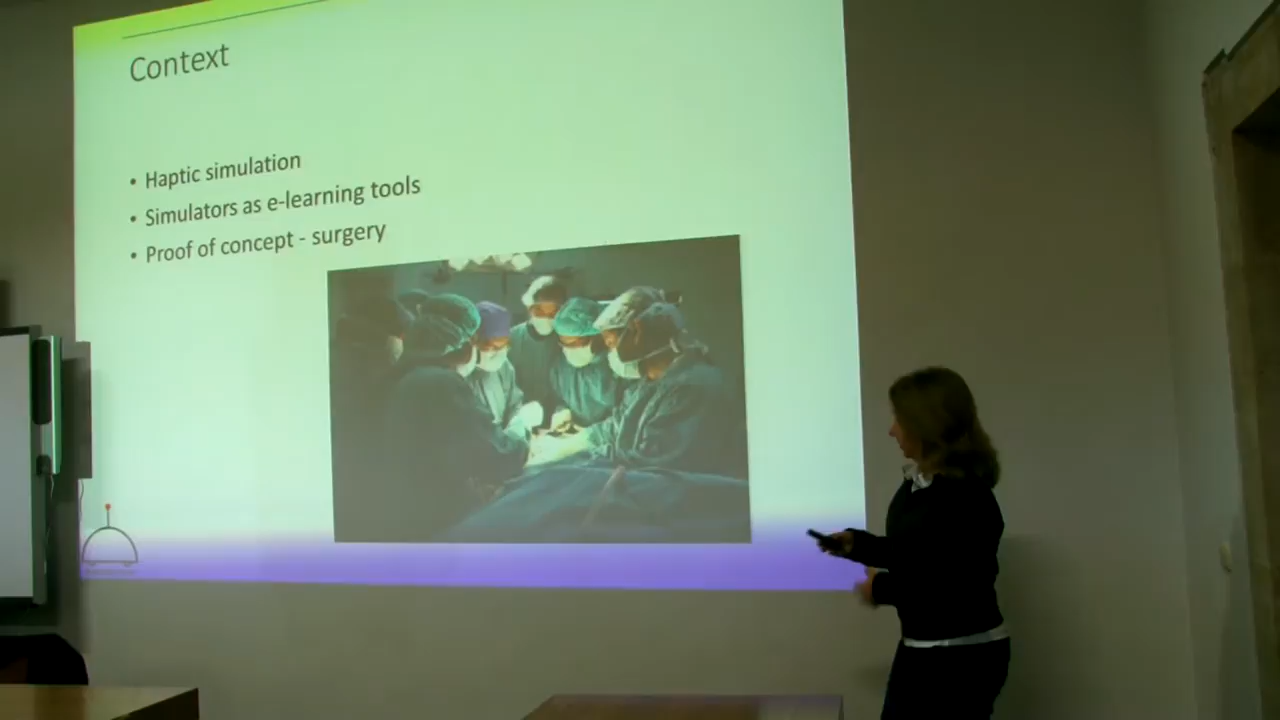 Context
• Haptic simulation
• Simulators as e-learning tools
• Proof of concept - surgery